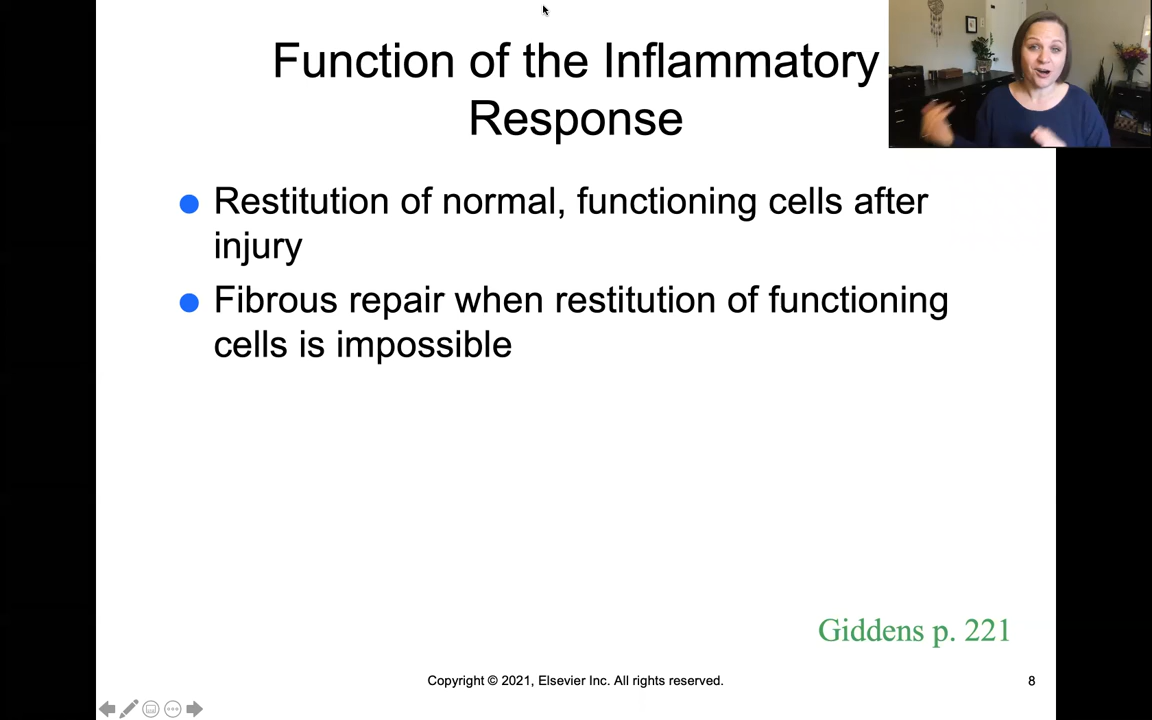 Function of the Inflammatory
Response
Restitution of normal, functioning cells after
injury
Fibrous repair when restitution of functioning
cells is impossible
Giddens p. 221
Copyright © 2021, Elsevier Inc. All rights reserved.
8